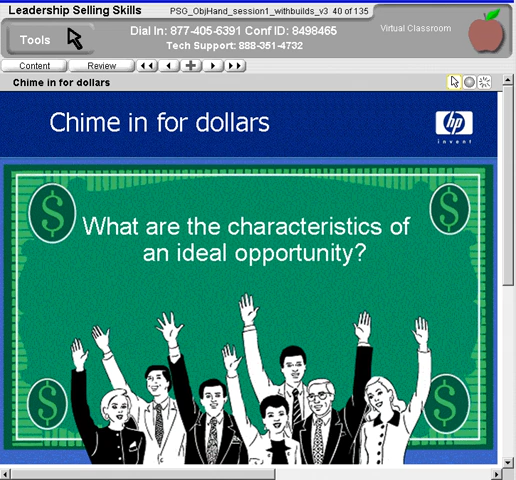 Leadership Selling Skills
PSG_ObjHand_session1_withbuilds_v3 40 of 135
Tools
Dial In: 877-405-6391 Conf ID: 8498465
Tech Support: 888-351-4732
Virtual Classroom
Content
Review
Chime in for dollars
Chime in for dollars
hp
invent
What are the characteristics of
an ideal opportunity?
$
$
$
$